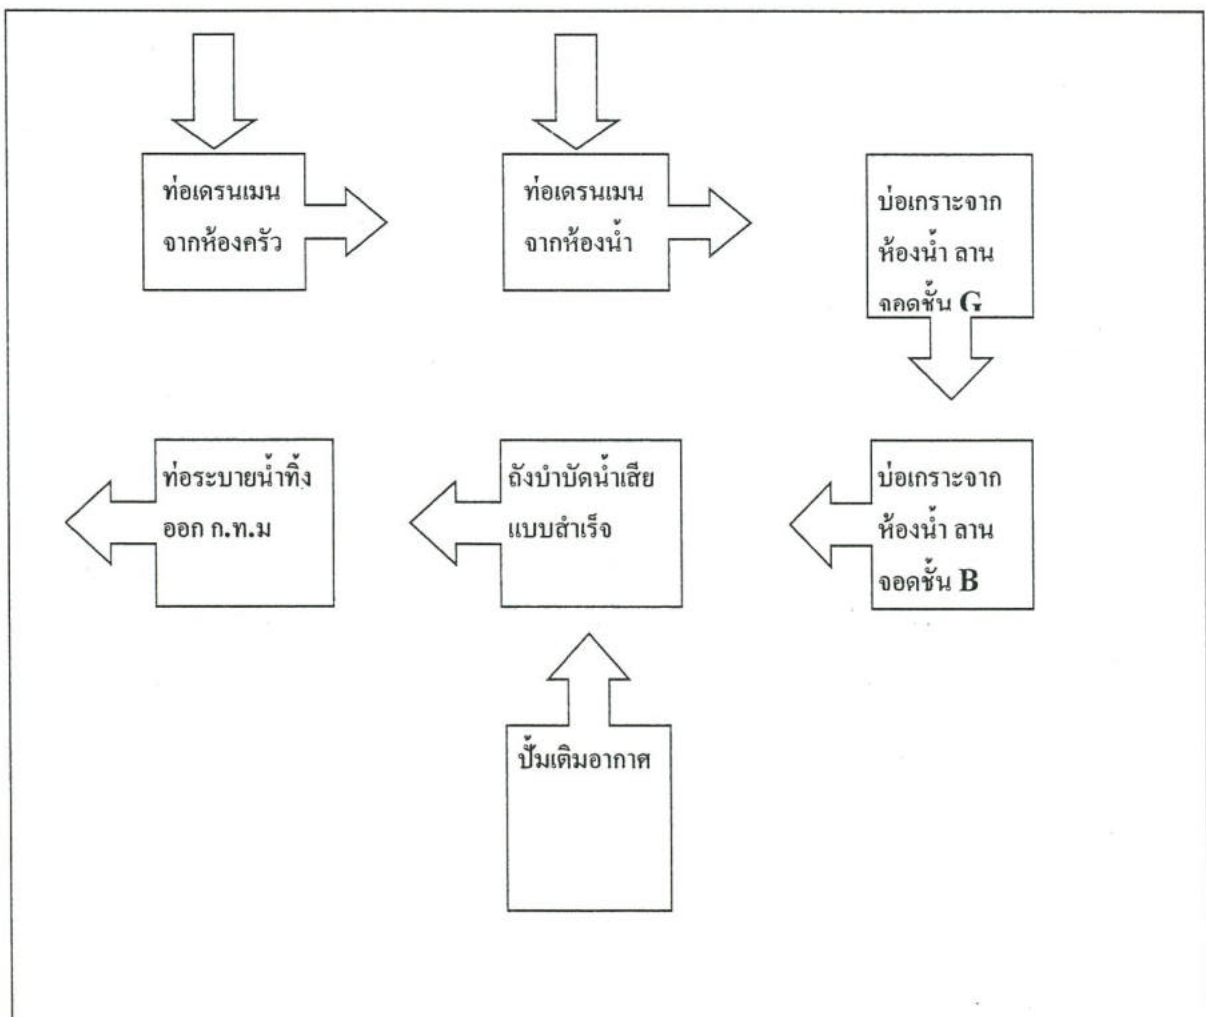 ท่อเดรนเมน
จากห้องครัว
ท่อเดรนเมน
จากห้องน้ำ
บ่อเกราะจาก
ห้องน้ำ ลาน
จอดชั้น G
ท่อระบายน้ำทิ้ง
ออก ก.ท.ม
ถังบำบัดน้ำเสีย
แบบสำเร็จ
บ่อเกราะจาก
ห้องน้ำ ลาน
จอดชั้น B
ปั๊มเติมอากาศ